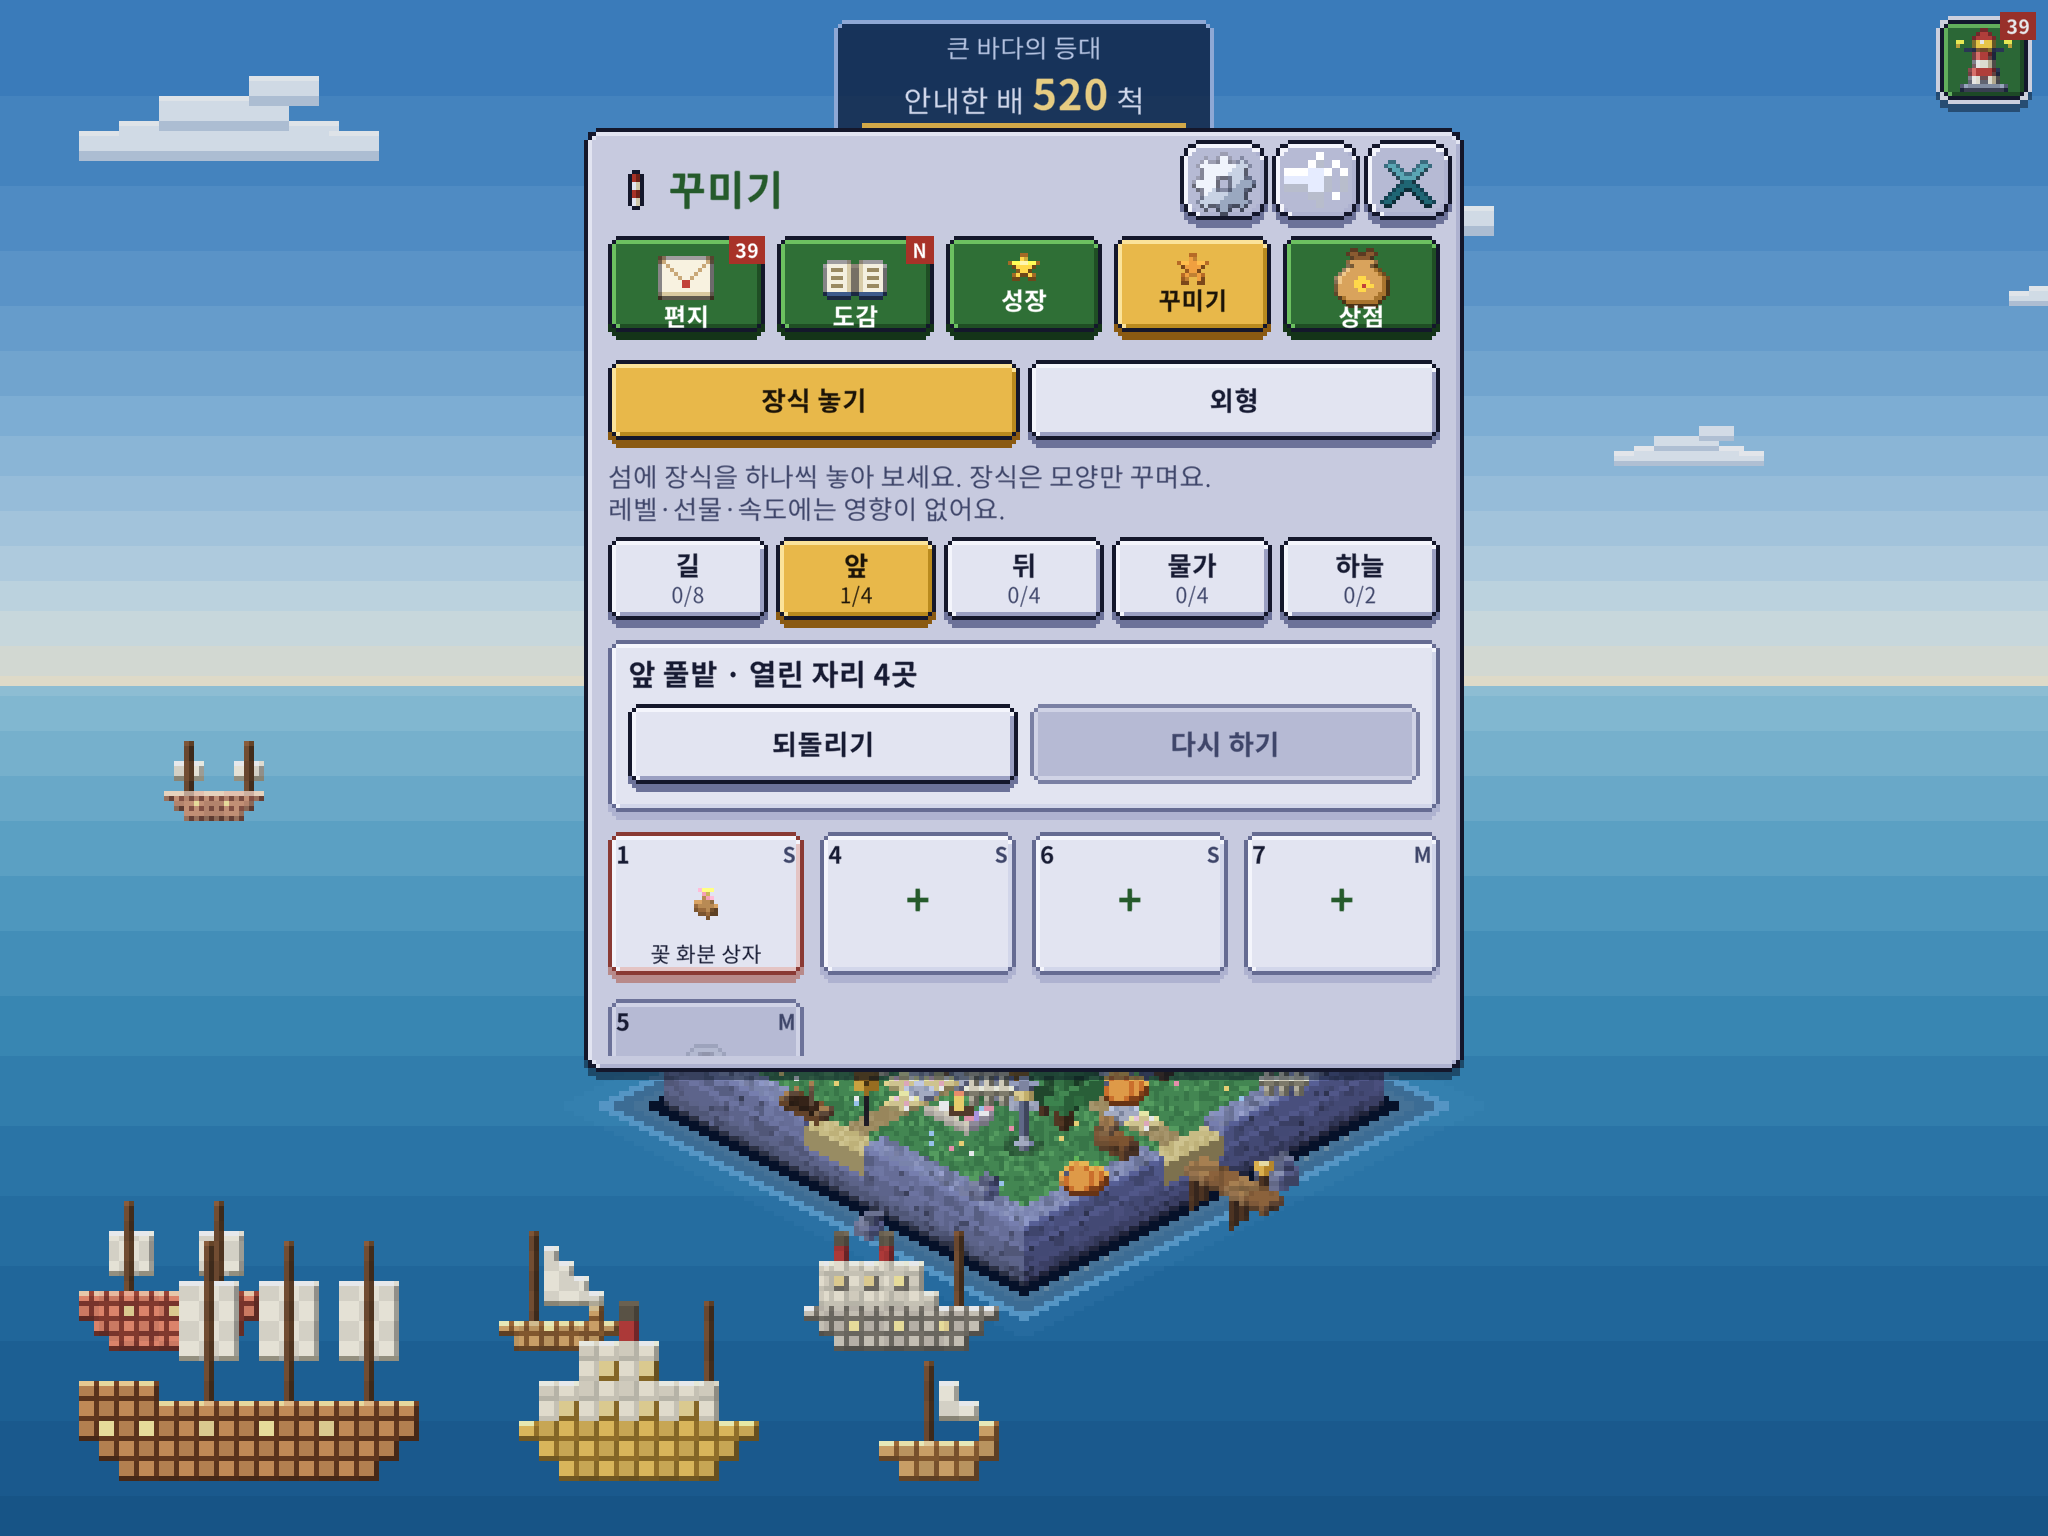 큰 바다의 등대
안내한 배 520 척
39
꾸미기
39
N
편지
도감
성장
꾸미기
상점
장식 놓기
외형
섬에 장식을 하나씩 놓아 보세요. 장식은 모양만 꾸며요.
레벨·선물·속도에는 영향이 없어요.
길
0/8
앞
1/4
뒤
0/4
물가
0/4
하늘
0/2
앞 풀밭 · 열린 자리 4곳
되돌리기
다시 하기
1 S
꽃 화분 상자
4 S
+
6 S
+
7 M
+
5 M